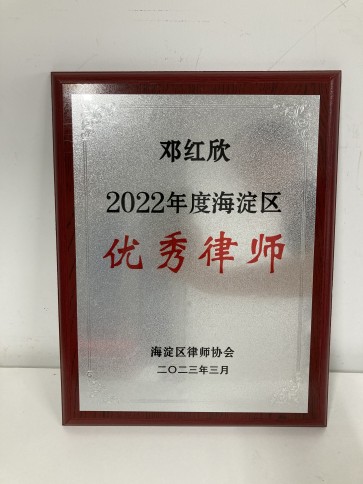 邓红欣
2022年度海淀区
优秀律师
海淀区律师协会
二〇二三年三月